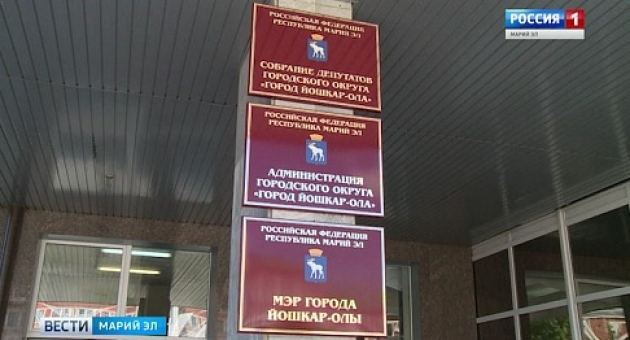 РОССИЯ 1
МАРИЙ ЭЛ
РОССИЙСКАЯ ФЕДЕРАЦИЯ
РЕСПУБЛИКА МАРИЙ ЭЛ
СОБРАНИЕ ДЕПУТАТОВ
ГОРОДСКОГО ОКРУГА
«ГОРОД ЙОШКАР-ОЛА»
РОССИЙСКАЯ ФЕДЕРАЦИЯ
РЕСПУБЛИКА МАРИЙ ЭЛ
АДМИНИСТРАЦИЯ
ГОРОДСКОГО ОКРУГА
«ГОРОД ЙОШКАР-ОЛА»
РОССИЙСКАЯ ФЕДЕРАЦИЯ
РЕСПУБЛИКА МАРИЙ ЭЛ
МЭР ГОРОДА
ЙОШКАР-ОЛЫ
ВЕСТИ МАРИЙ ЭЛ